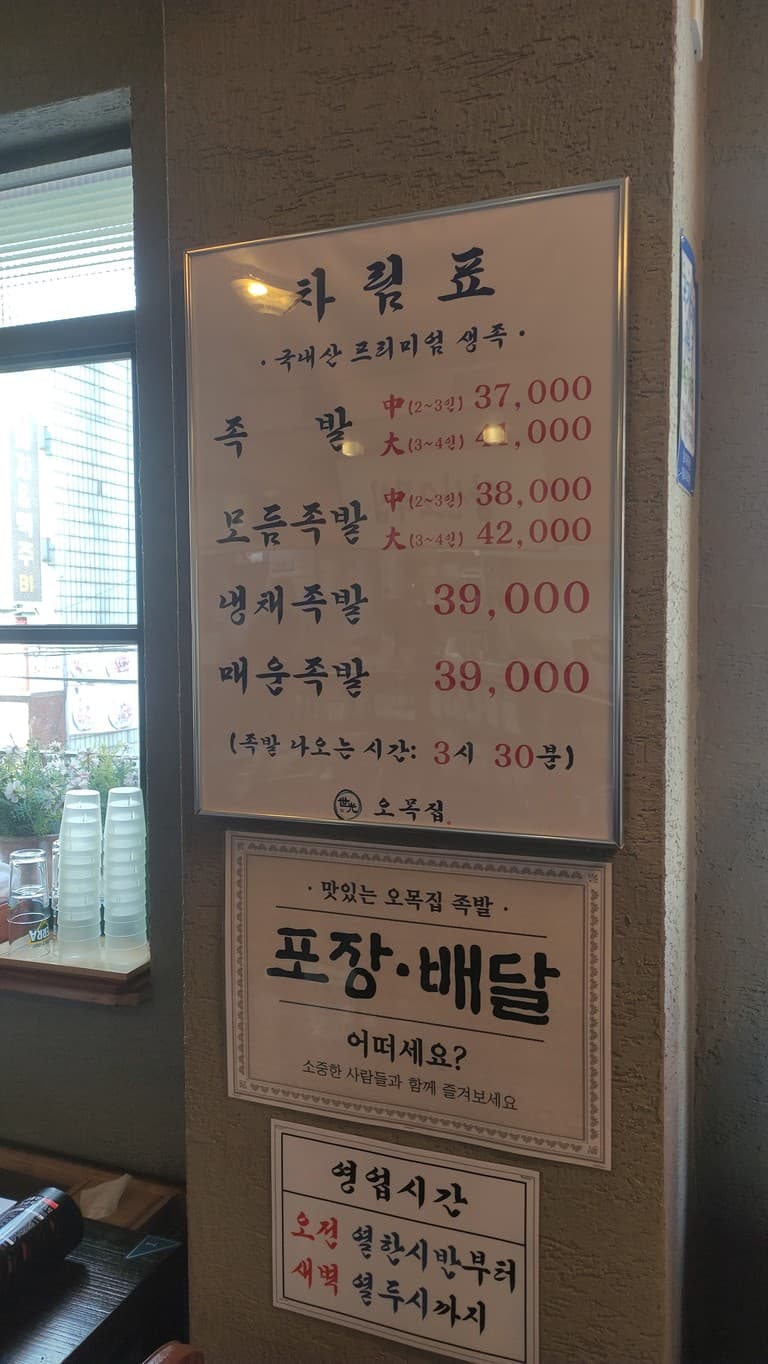 차림표
· 국내산 프리미엄 생족 ·
족발 中(2~3인) 37,000
大(3~4인) 41,000
모듬족발 中(2~3인) 38,000
大(3~4인) 42,000
냉채족발 39,000
매운족발 39,000
(족발 나오는 시간: 3시 30분)
世光 오목집
· 맛있는 오목집 족발 ·
포장·배달
어떠세요?
소중한 사람들과 함께 즐겨보세요
영업시간
오전 열한시반부터
새벽 열두시까지